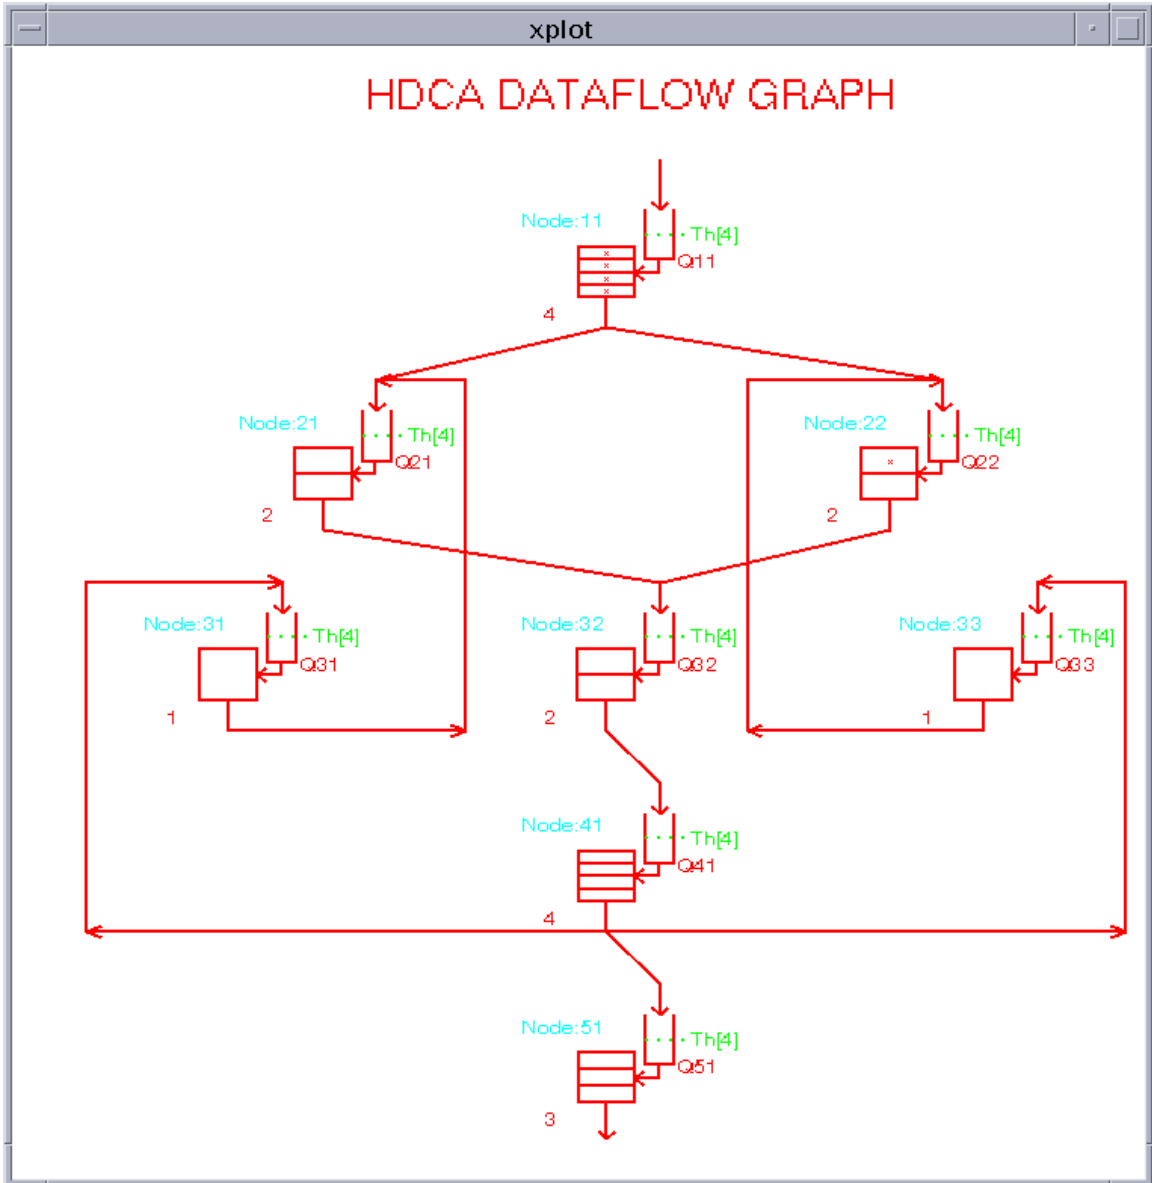 xplot
HDCA DATAFLOW GRAPH
Node:11
Th[4]
Q11
4
Node:21
Th[4]
Q21
2
Node:22
Th[4]
Q22
2
Node:31
Th[4]
Q31
1
Node:32
Th[4]
Q32
2
Node:33
Th[4]
Q33
1
Node:41
Th[4]
Q41
4
Node:51
Th[4]
Q51
3